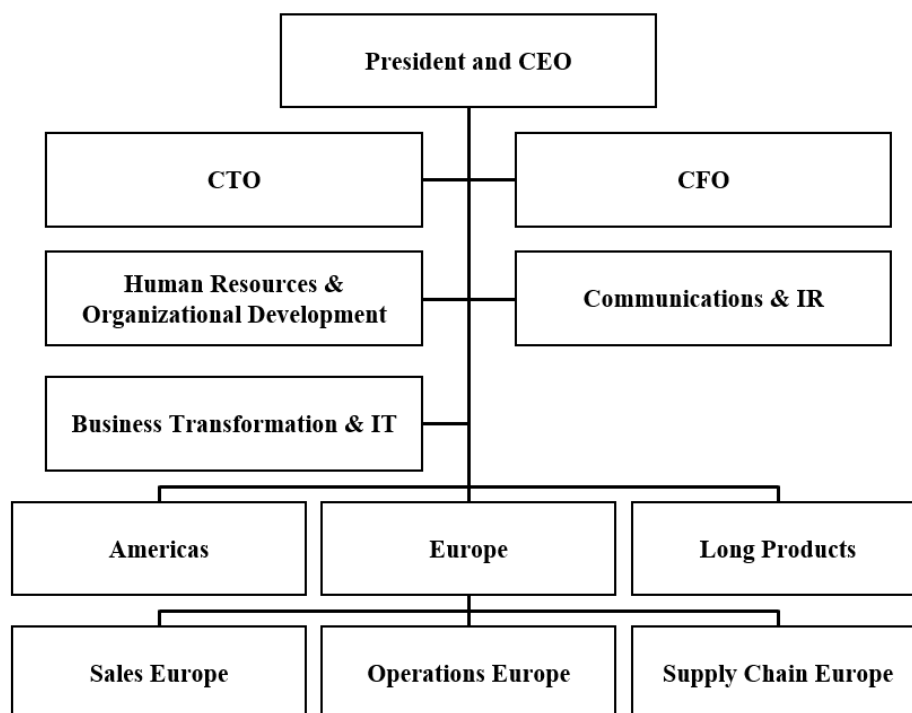 President and CEO
CTO
CFO
Human Resources &
Organizational Development
Communications & IR
Business Transformation & IT
Americas
Europe
Long Products
Sales Europe
Operations Europe
Supply Chain Europe